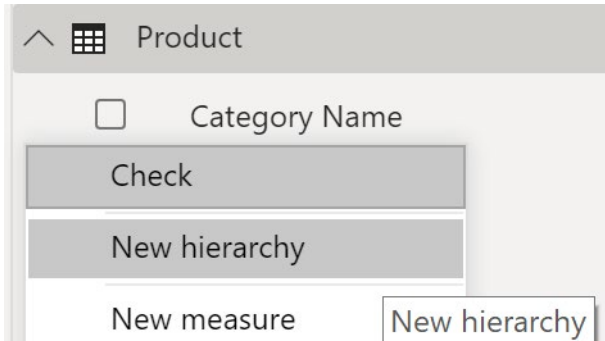 Product
Category Name
Check
New hierarchy
New measure
New hierarchy